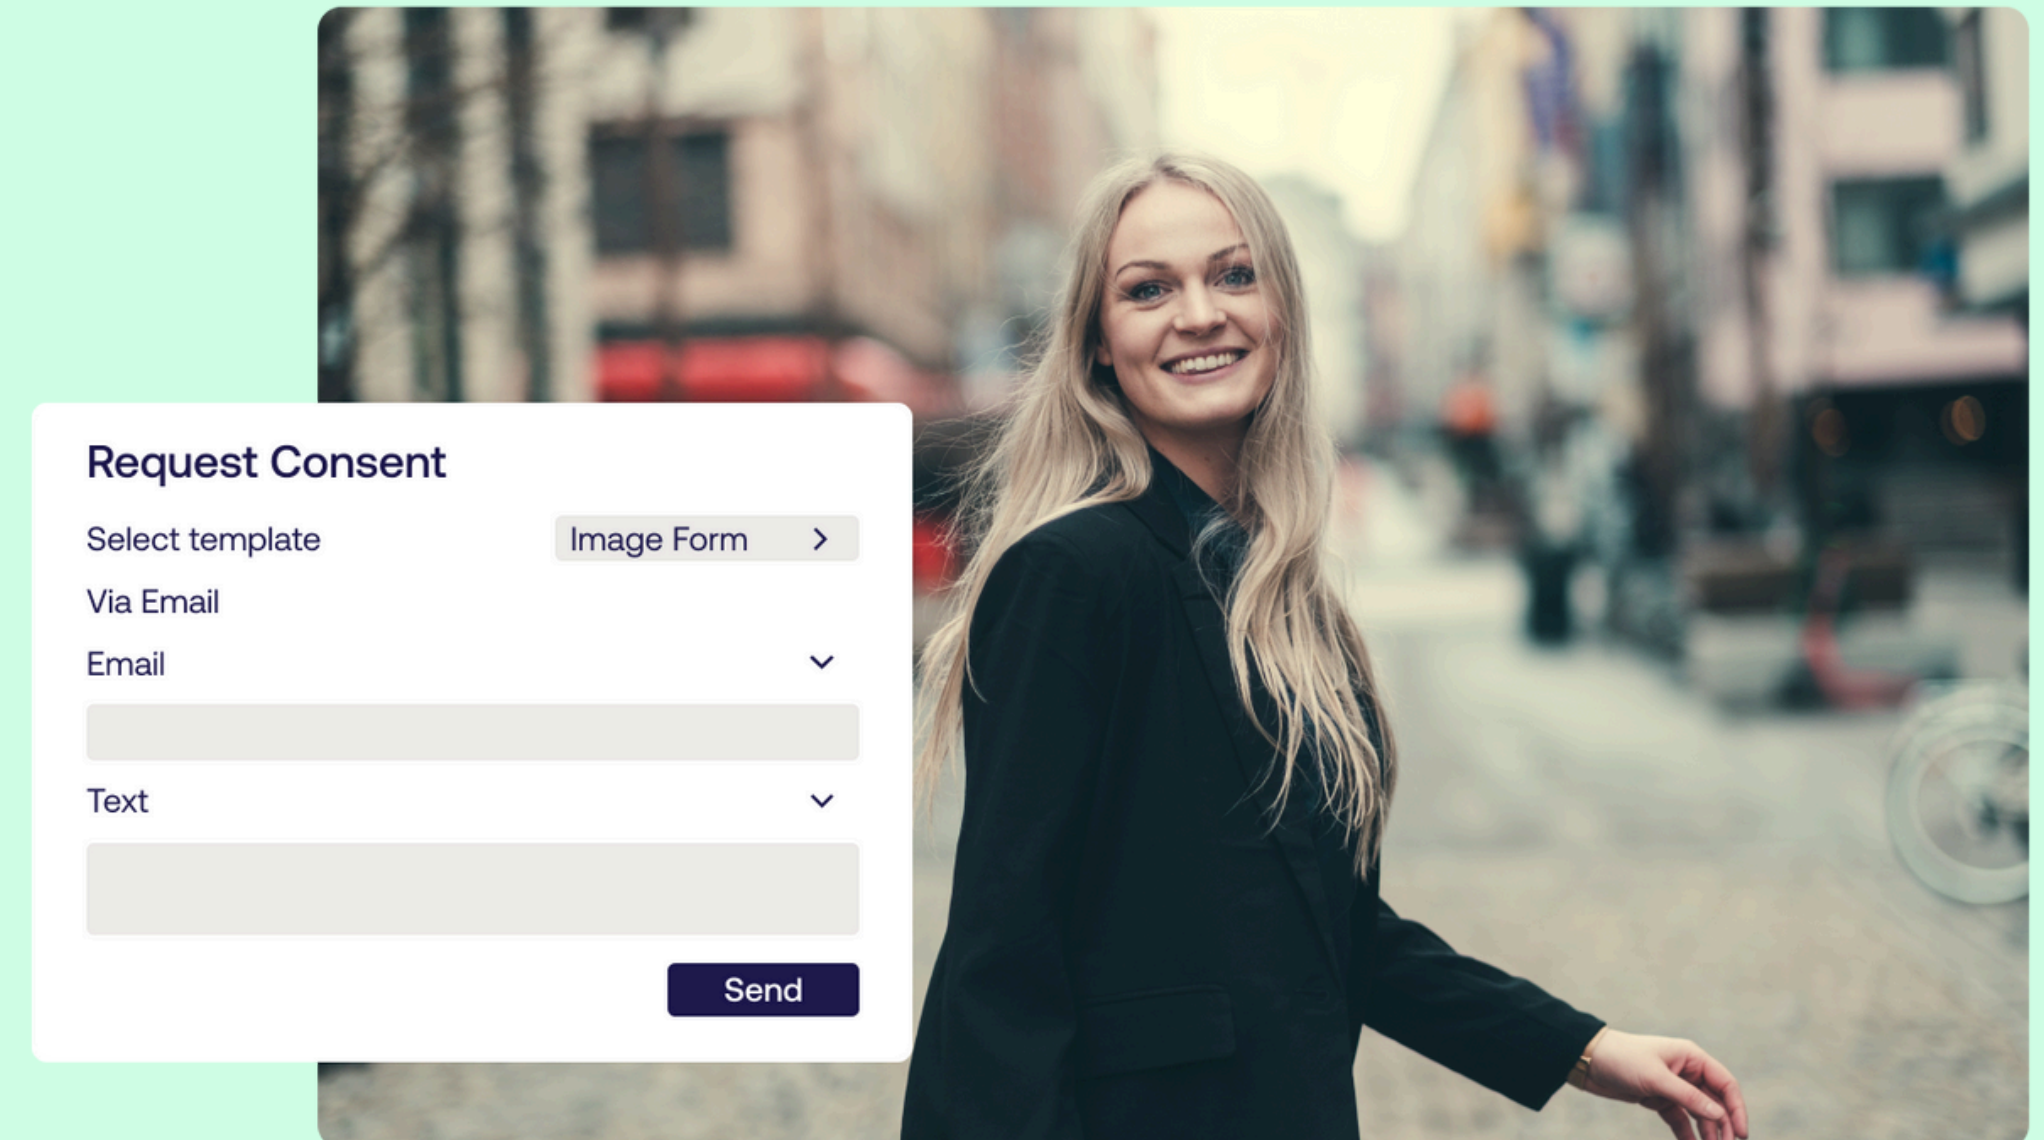 Request Consent
Select template
Image Form
Via Email
Email
Text
Send